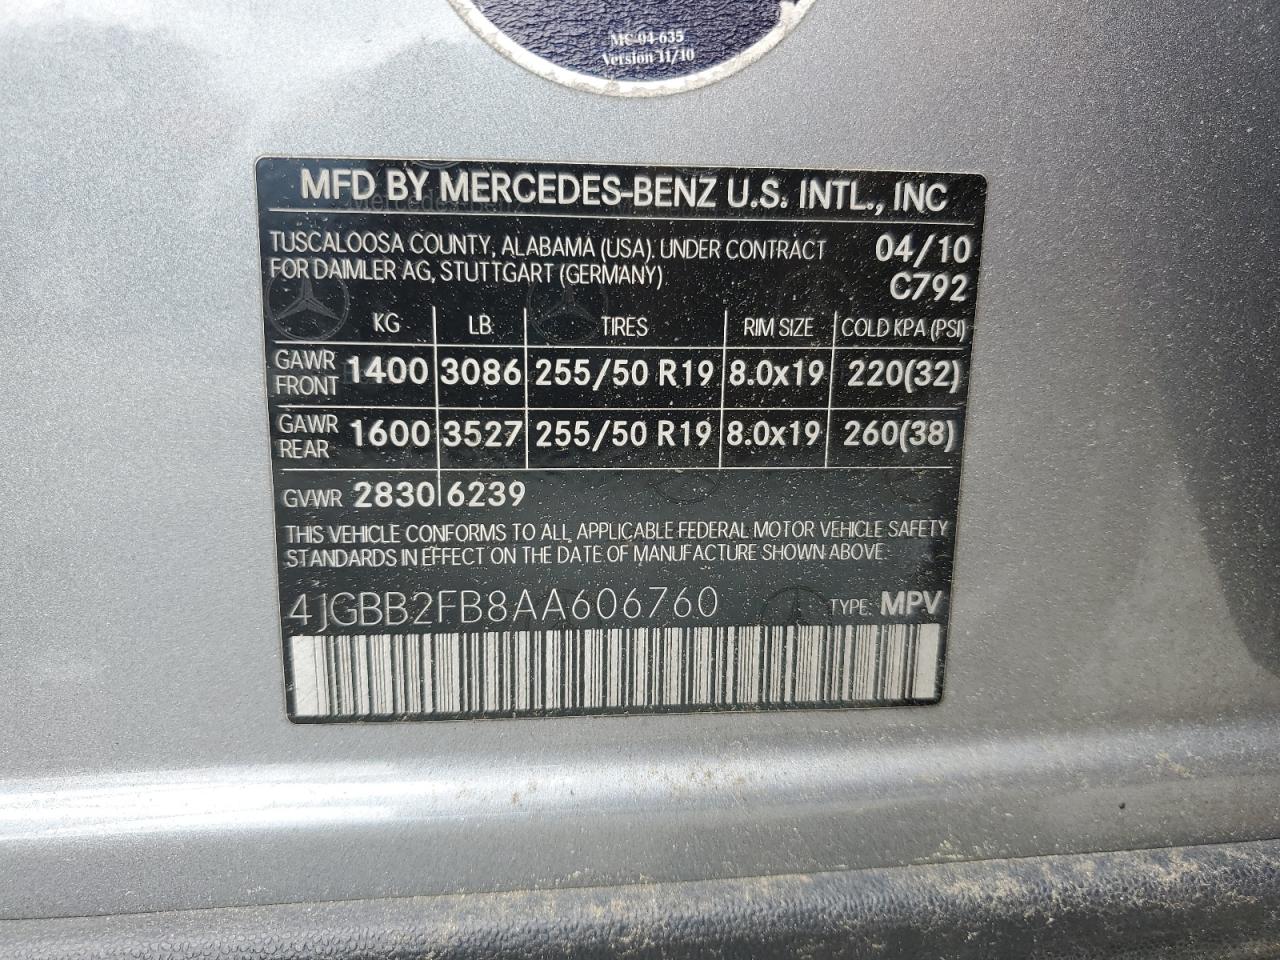 MC-04-635
Version 11/10
MFD BY MERCEDES-BENZ U.S. INTL., INC
TUSCALOOSA COUNTY, ALABAMA (USA). UNDER CONTRACT 04/10
FOR DAIMLER AG, STUTTGART (GERMANY) C792
KG LB TIRES RIM SIZE COLD KPA (PSI)
GAWR FRONT 1400 3086 255/50 R19 8.0x19 220(32)
GAWR REAR 1600 3527 255/50 R19 8.0x19 260(38)
GVWR 2830 6239
THIS VEHICLE CONFORMS TO ALL APPLICABLE FEDERAL MOTOR VEHICLE SAFETY
STANDARDS IN EFFECT ON THE DATE OF MANUFACTURE SHOWN ABOVE.
4JGBB2FB8AA606760 TYPE: MPV